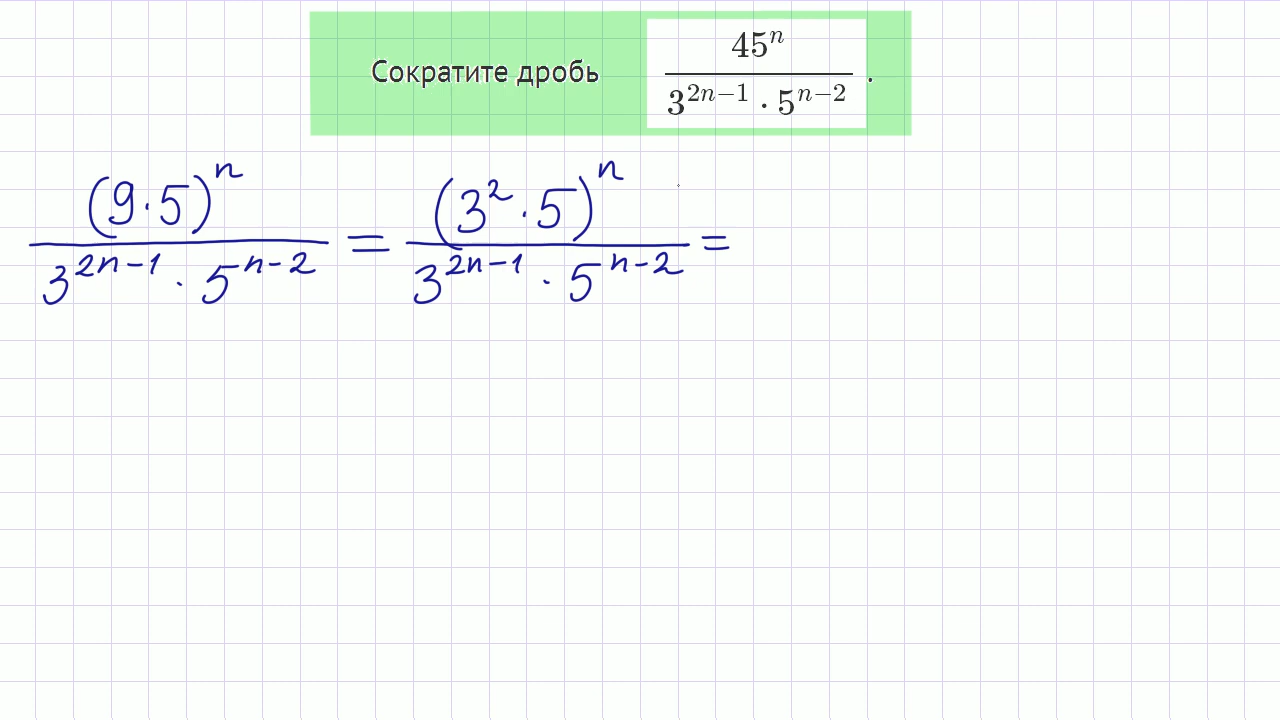 Сократите дробь 45^n / 3^{2n−1} · 5^{n−2} .
(9·5)^n / 3^{2n−1} · 5^{n−2} = (3^2·5)^n / 3^{2n−1} · 5^{n−2} =